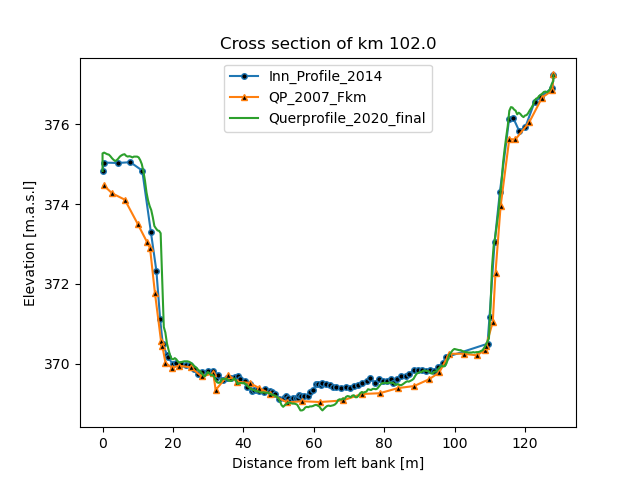 Cross section of km 102.0
Inn_Profile_2014
QP_2007_Fkm
Querprofile_2020_final
Elevation [m.a.s.l]
376
374
372
370
0 20 40 60 80 100 120
Distance from left bank [m]